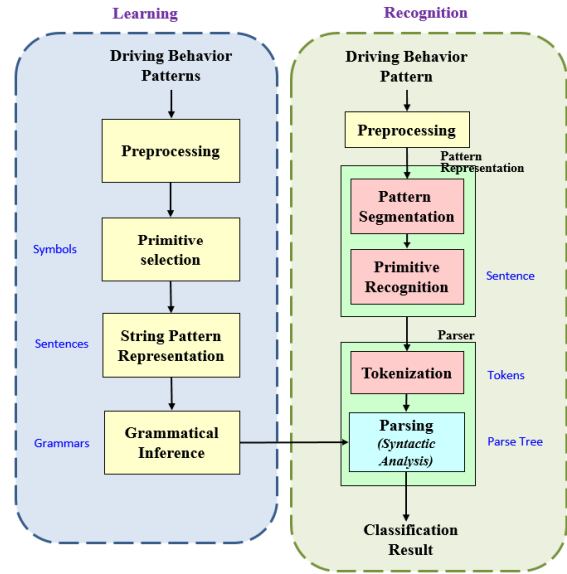 Learning
Driving Behavior
Patterns
Preprocessing
Symbols
Primitive
selection
Sentences
String Pattern
Representation
Grammars
Grammatical
Inference
Recognition
Driving Behavior
Pattern
Preprocessing
Pattern
Representation
Pattern
Segmentation
Primitive
Recognition
Sentence
Parser
Tokenization
Tokens
Parsing
(Syntactic
Analysis)
Parse Tree
Classification
Result